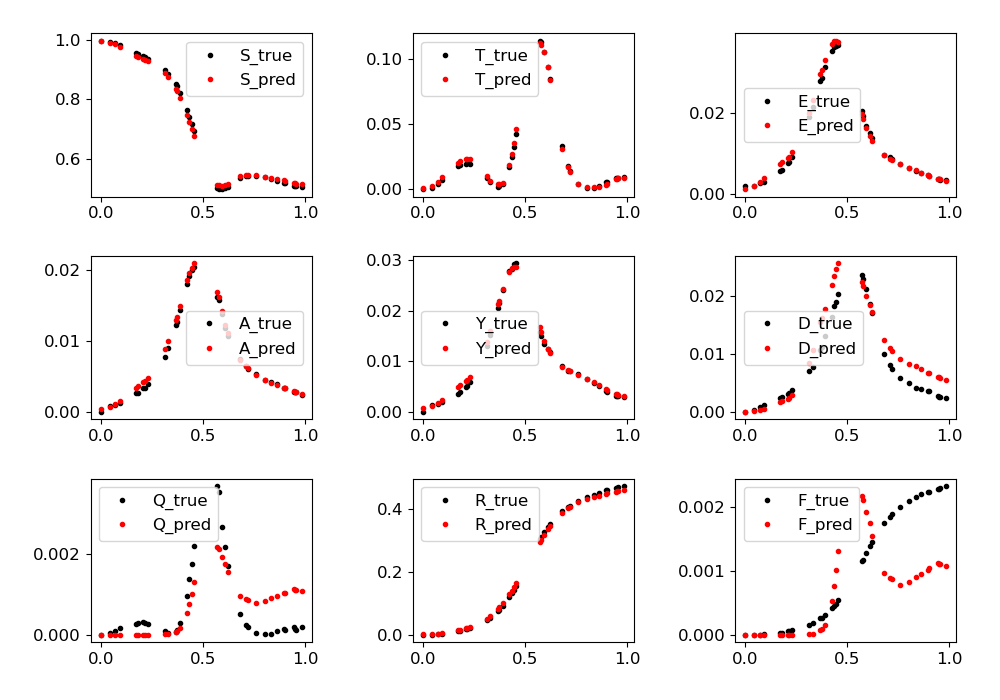 1.0
0.8
0.6
S_true
S_pred
0.0 0.5 1.0
0.10
0.05
0.00
T_true
T_pred
0.0 0.5 1.0
0.02
0.00
E_true
E_pred
0.0 0.5 1.0
0.02
0.01
0.00
A_true
A_pred
0.0 0.5 1.0
0.03
0.02
0.01
0.00
Y_true
Y_pred
0.0 0.5 1.0
0.02
0.01
0.00
D_true
D_pred
0.0 0.5 1.0
0.002
0.000
Q_true
Q_pred
0.0 0.5 1.0
0.4
0.2
0.0
R_true
R_pred
0.0 0.5 1.0
0.002
0.001
0.000
F_true
F_pred
0.0 0.5 1.0